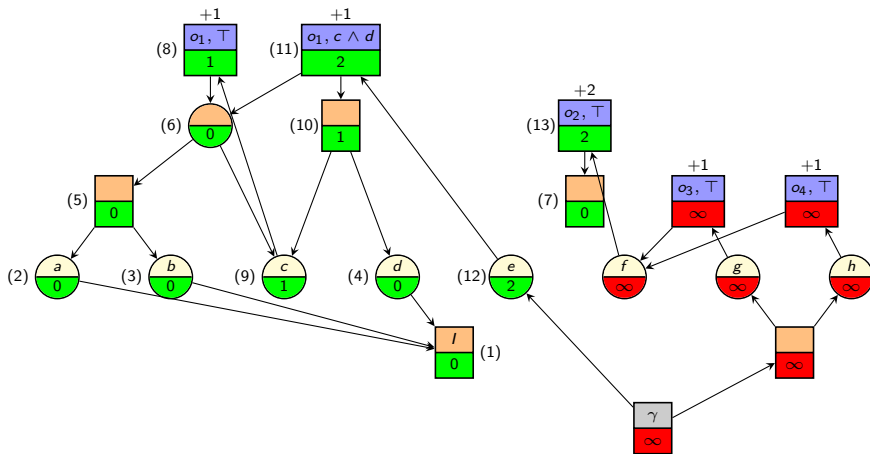 +1 +1
(8) o₁, ⊤ (11) o₁, c ∧ d
1 2
+2
(6) 0 (10) 1 (13) o₂, ⊤
2
+1 +1
(5) 0 (7) 0 o₃, ⊤ o₄, ⊤
∞ ∞
(2) a (3) b (9) c (4) d (12) e f g h
0 0 1 0 2 ∞ ∞ ∞
I (1)
0 ∞
γ
∞